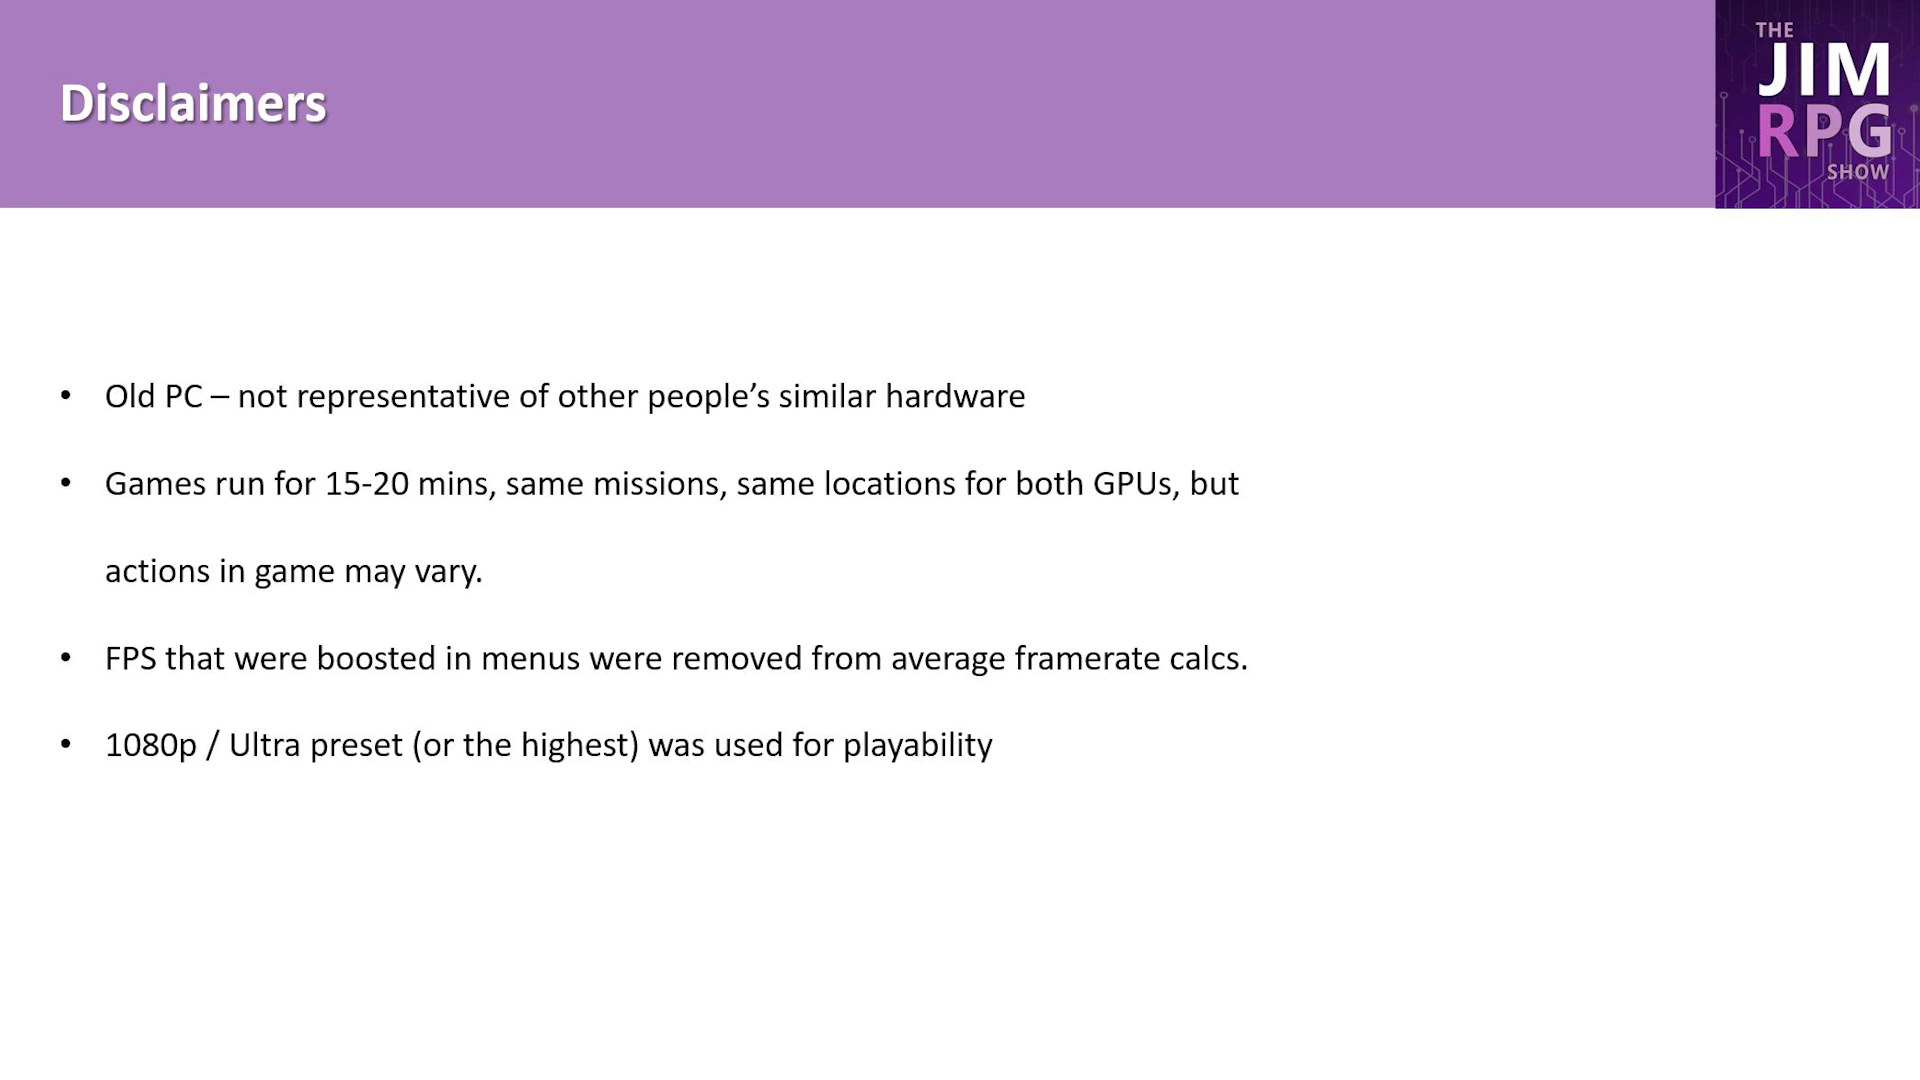 Disclaimers
THE
JIM
RPG
SHOW
• Old PC – not representative of other people’s similar hardware
• Games run for 15-20 mins, same missions, same locations for both GPUs, but
actions in game may vary.
• FPS that were boosted in menus were removed from average framerate calcs.
• 1080p / Ultra preset (or the highest) was used for playability